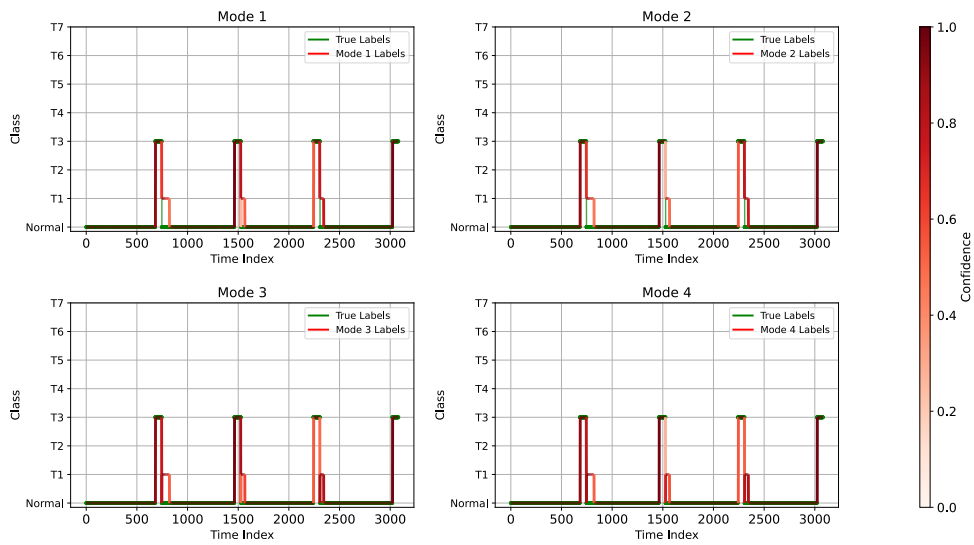 Mode 1
T7
T6
T5
T4
T3
T2
T1
Normal
Class
True Labels
Mode 1 Labels
0 500 1000 1500 2000 2500 3000
Time Index
Mode 2
T7
T6
T5
T4
T3
T2
T1
Normal
Class
True Labels
Mode 2 Labels
0 500 1000 1500 2000 2500 3000
Time Index
Mode 3
T7
T6
T5
T4
T3
T2
T1
Normal
Class
True Labels
Mode 3 Labels
0 500 1000 1500 2000 2500 3000
Time Index
Mode 4
T7
T6
T5
T4
T3
T2
T1
Normal
Class
True Labels
Mode 4 Labels
0 500 1000 1500 2000 2500 3000
Time Index
1.0
0.8
0.6
0.4
0.2
0.0
Confidence